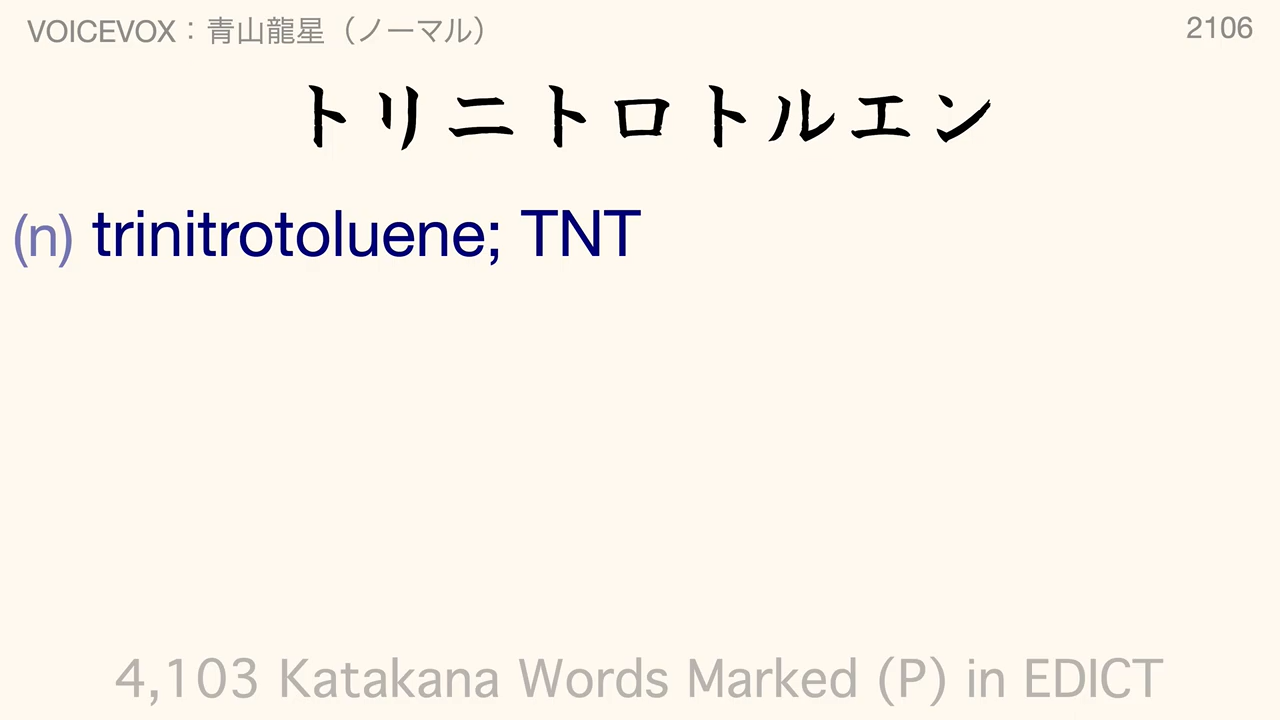 VOICEVOX：青山龍星（ノーマル）
2106
トリニトロトルエン
(n) trinitrotoluene; TNT
4,103 Katakana Words Marked (P) in EDICT